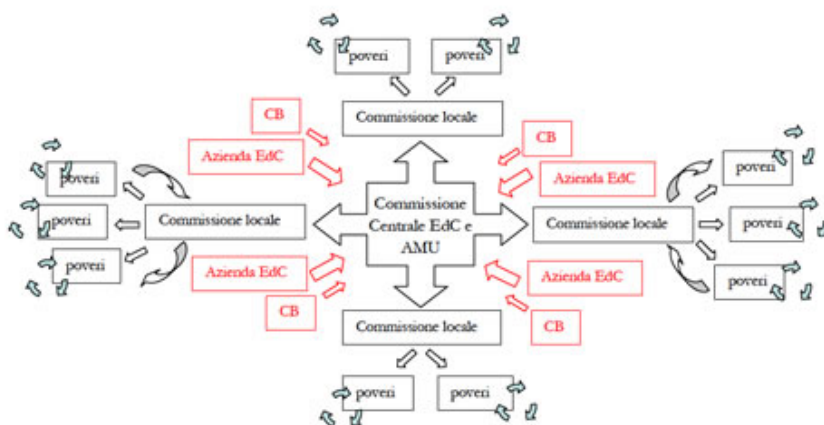 poveri
poveri
CB
Commissione locale
CB
Azienda EdC
Azienda EdC
poveri
poveri
poveri
Commissione locale
Commissione
Centrale EdC e
AMU
Commissione locale
poveri
poveri
poveri
Azienda EdC
Azienda EdC
poveri
CB
Commissione locale
CB
poveri
poveri